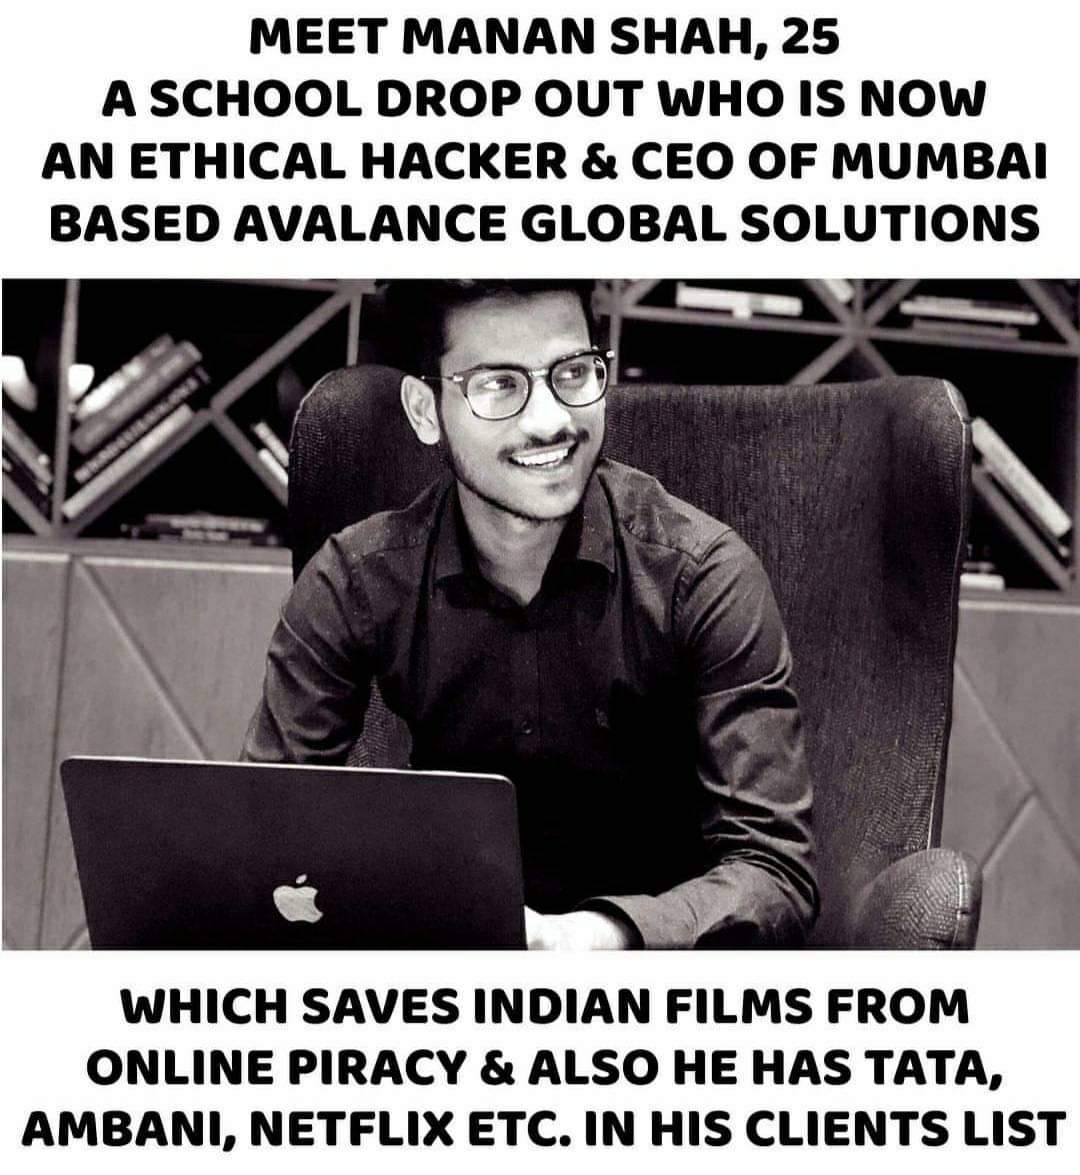 MEET MANAN SHAH, 25
A SCHOOL DROP OUT WHO IS NOW
AN ETHICAL HACKER & CEO OF MUMBAI
BASED AVALANCE GLOBAL SOLUTIONS
WHICH SAVES INDIAN FILMS FROM
ONLINE PIRACY & ALSO HE HAS TATA,
AMBANI, NETFLIX ETC. IN HIS CLIENTS LIST